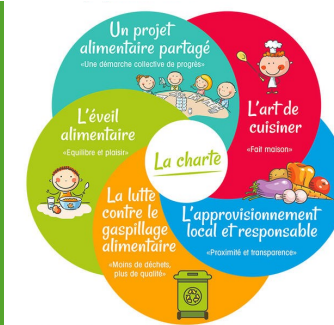 Un projet
alimentaire partagé
«Une démarche collective de progrès»
L'art de
cuisiner
«Fait maison»
L'éveil
alimentaire
«Equilibre et plaisir»
La charte
La lutte
contre le
gaspillage
alimentaire
«Moins de déchets,
plus de qualité»
L'approvisionnement
local et responsable
«Proximité et transparence»